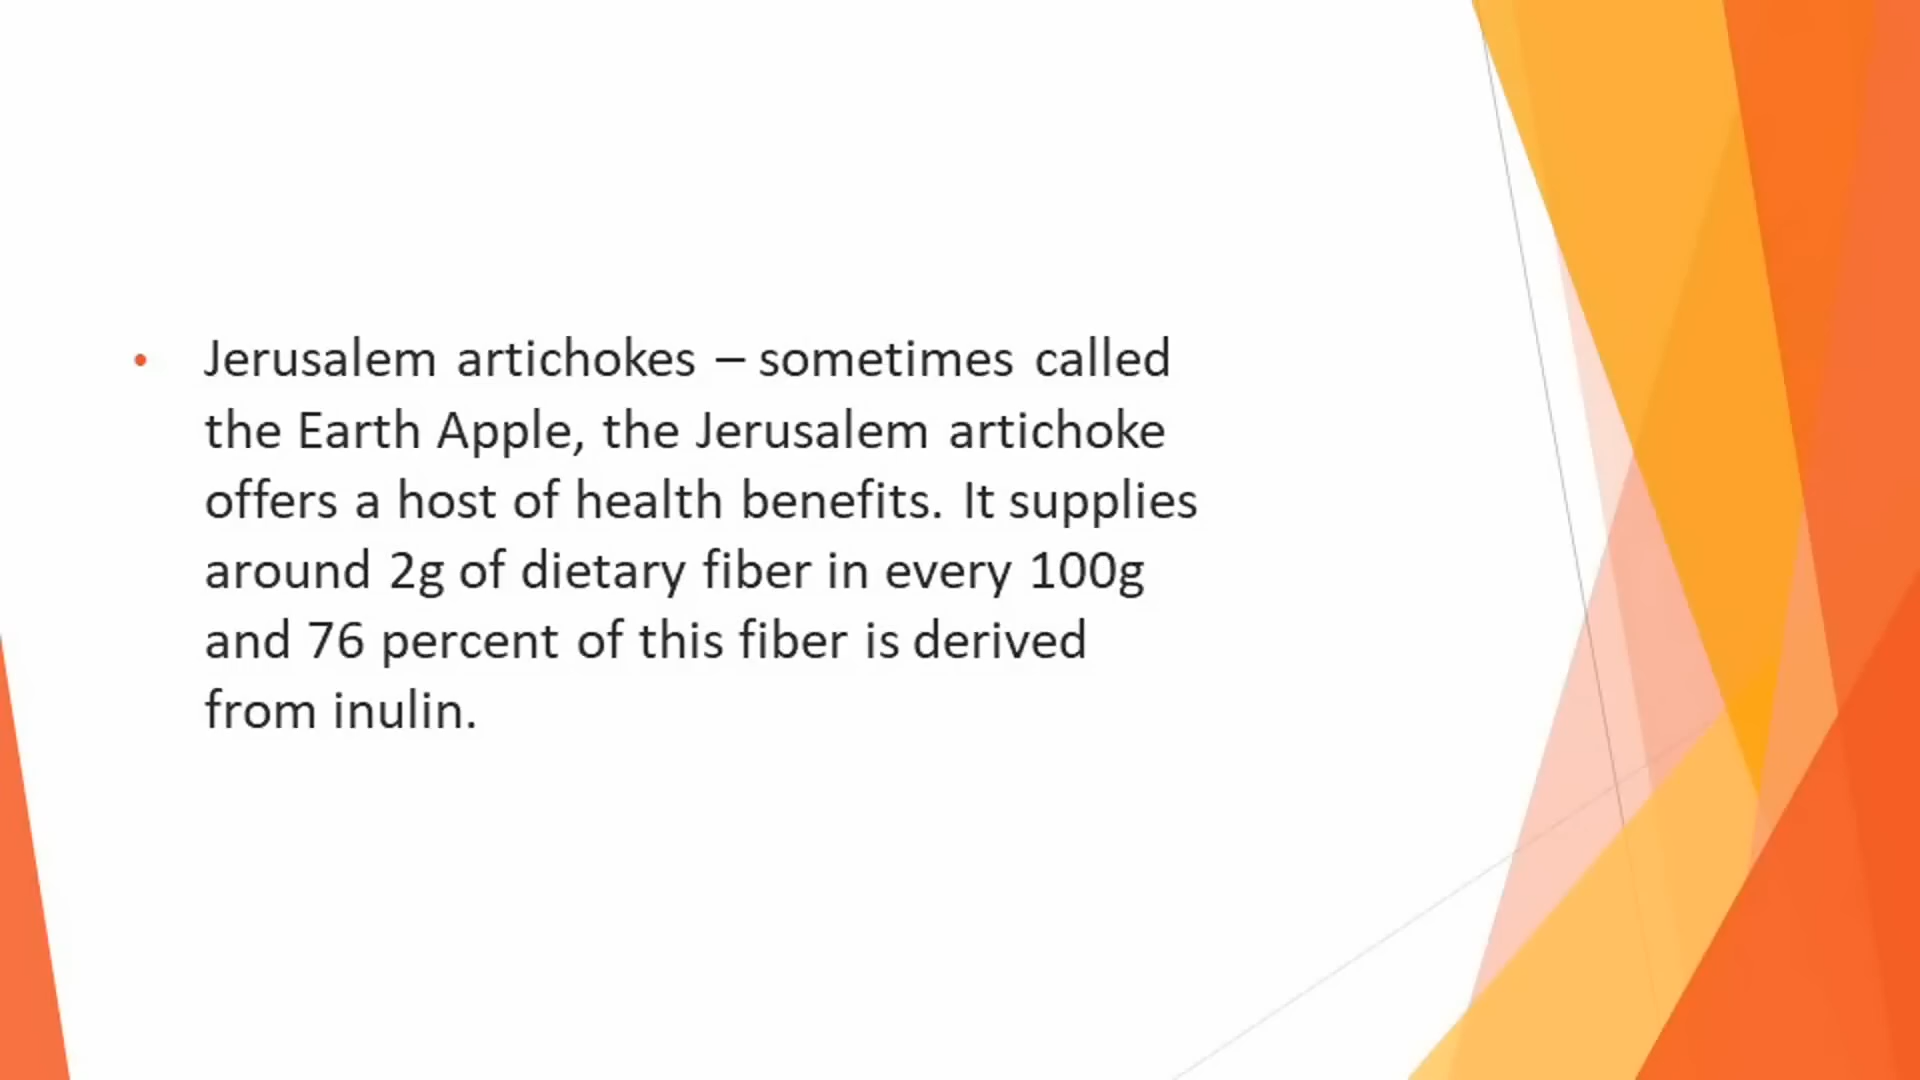 • Jerusalem artichokes – sometimes called
the Earth Apple, the Jerusalem artichoke
offers a host of health benefits. It supplies
around 2g of dietary fiber in every 100g
and 76 percent of this fiber is derived
from inulin.